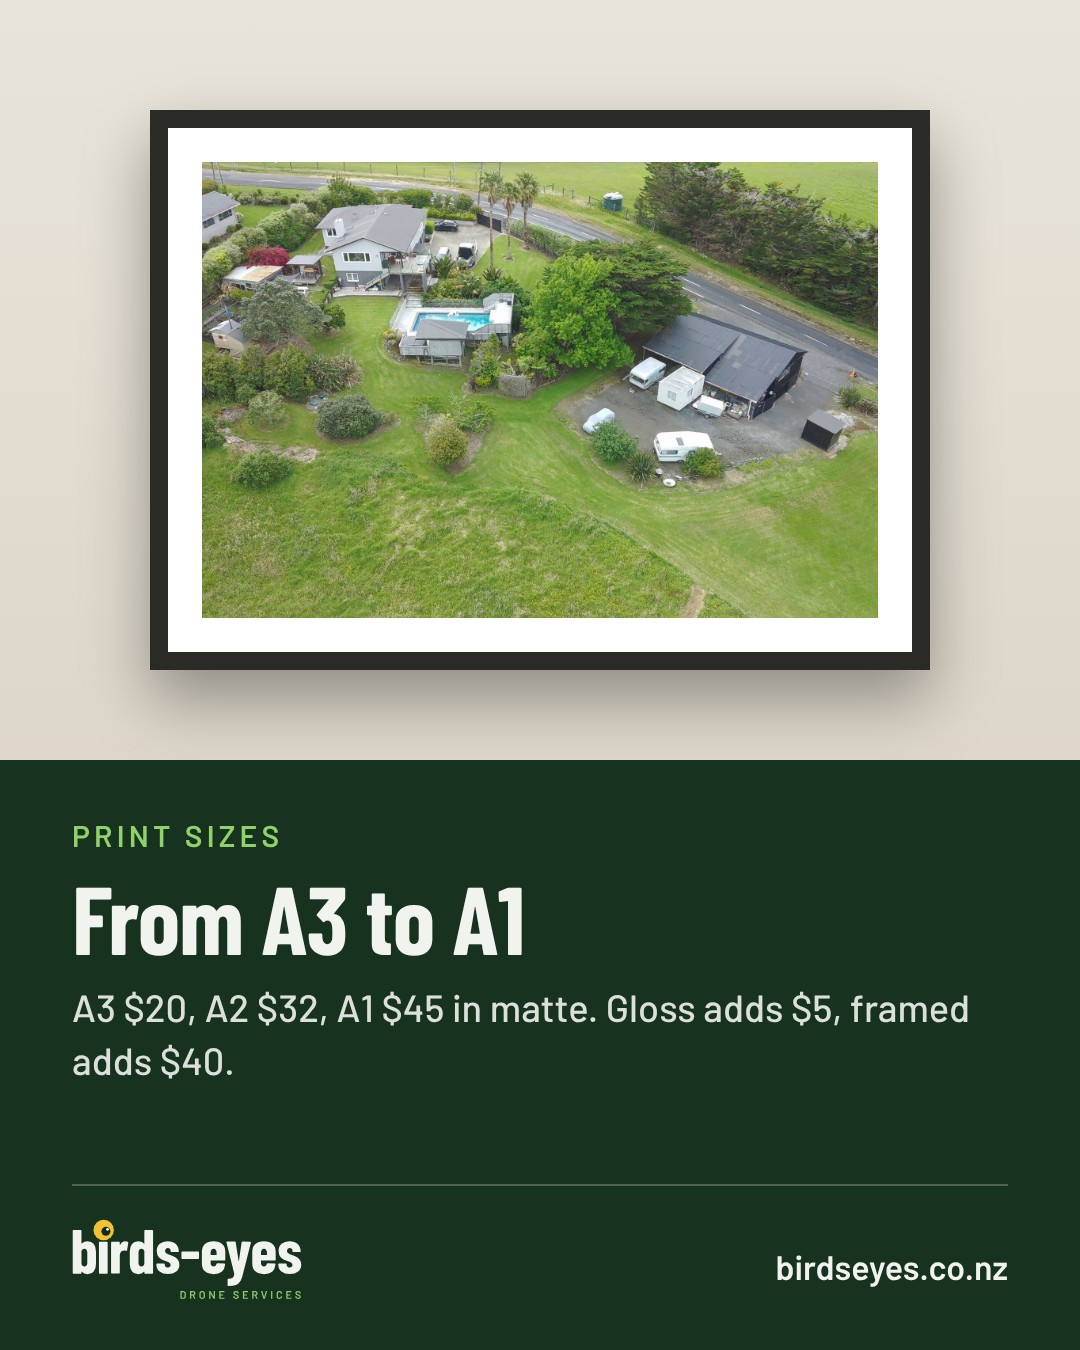 PRINT SIZES
From A3 to A1
A3 $20, A2 $32, A1 $45 in matte. Gloss adds $5, framed
adds $40.
birds-eyes
DRONE SERVICES
birdseyes.co.nz